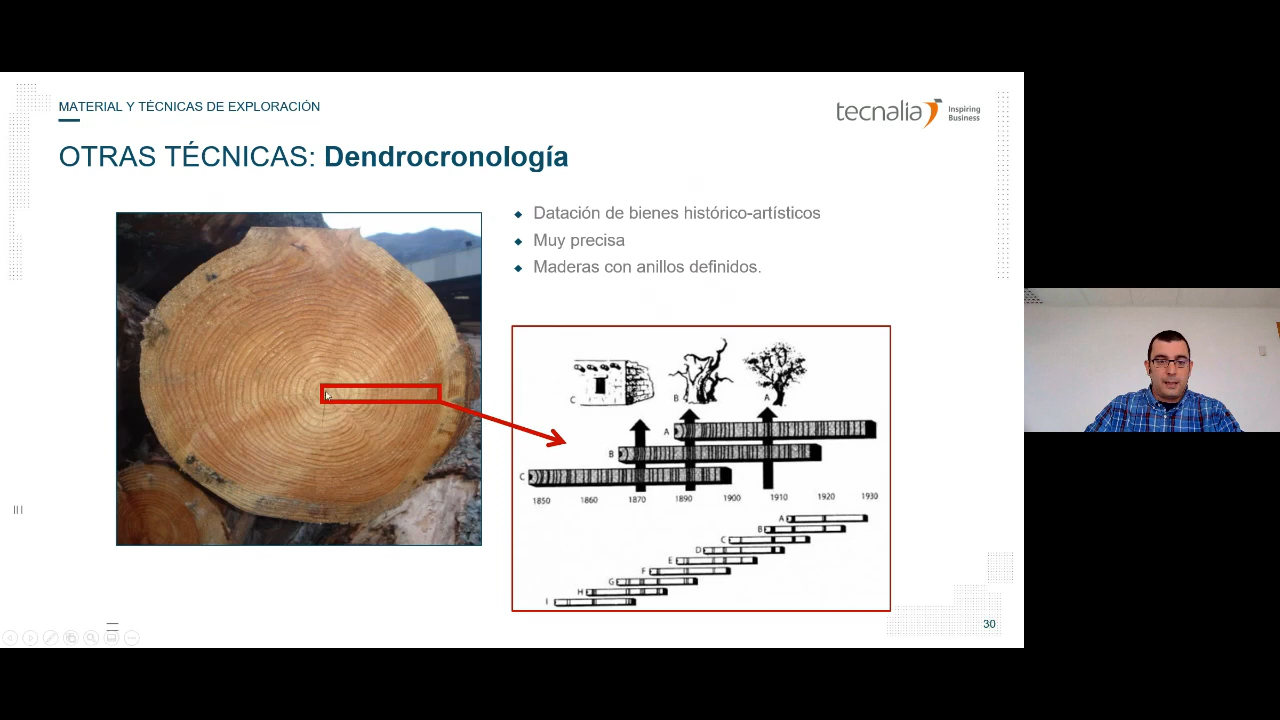 MATERIAL Y TÉCNICAS DE EXPLORACIÓN
tecnalia Inspiring Business
OTRAS TÉCNICAS: Dendrocronología
Datación de bienes histórico-artísticos
Muy precisa
Maderas con anillos definidos.
C
B
A
A
B
C
1850 1860 1870 1880 1890 1900 1910 1920 1930
A
B
C
D
E
F
G
H
I
30